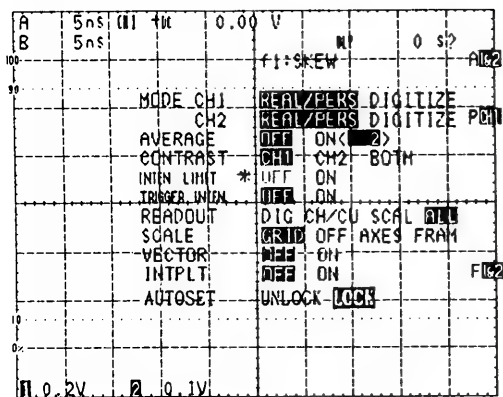 A 5ns CH1 +DC 0.00 V
B 5ns
0 S/?
100 f1:SKEW
90
MODE CH1 REAL/PERS DIGITIZE
CH2 REAL/PERS DIGITIZE
AVERAGE OFF ON< 2>
CONTRAST CH1 CH2 BOTH
INTEN LIMIT * OFF ON
TRIGGER INTEN OFF ON
READOUT DIG CH/CU SCAL ALL
SCALE GRID OFF AXES FRAM
VECTOR OFF ON
INTPLT OFF ON
AUTOSET UNLOCK LOCK
10
0%
1 0.2V 2 0.1V